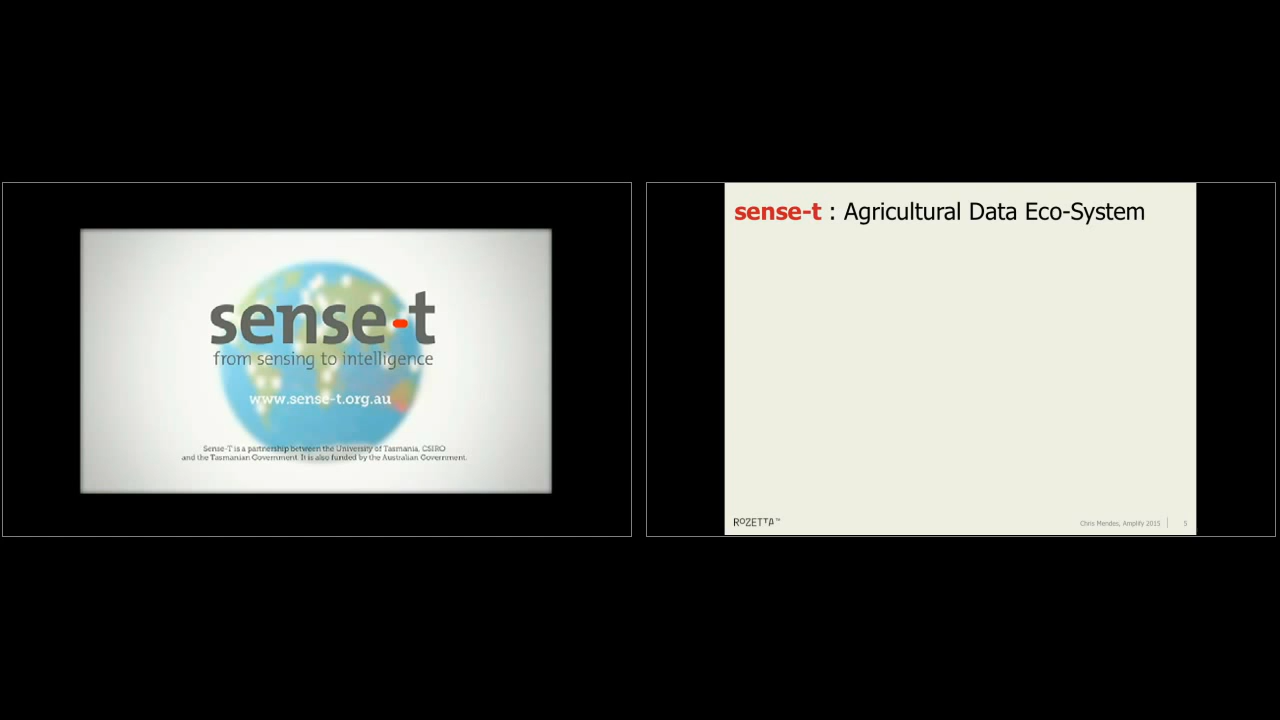 sense-t
from sensing to intelligence
www.sense-t.org.au
Sense-T is a partnership between the University of Tasmania, CSIRO
and the Tasmanian Government. It is also funded by the Australian Government.
sense-t : Agricultural Data Eco-System
ROZETTA™
Chris Mendes, Amplify 2015
5